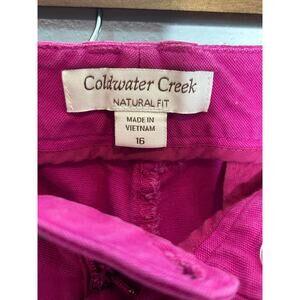 Coldwater Creek
NATURAL FIT
MADE IN
VIETNAM
16